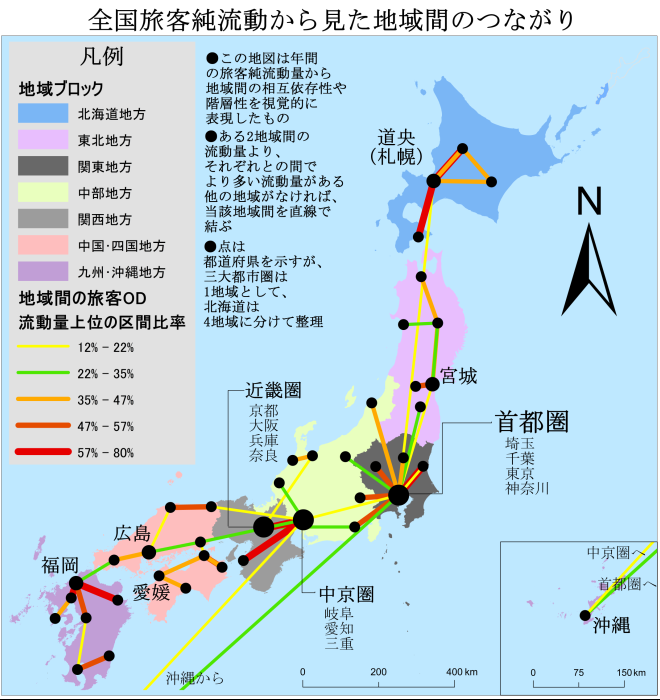 全国旅客純流動から見た地域間のつながり
凡例
地域ブロック
北海道地方
東北地方
関東地方
中部地方
関西地方
中国･四国地方
九州･沖縄地方
地域間の旅客OD
流動量上位の区間比率
12% – 22%
22% – 35%
35% – 47%
47% – 57%
57% – 80%
●この地図は年間
の旅客純流動量から
地域間の相互依存性や
階層性を視覚的に
表現したもの
●ある2地域間の
流動量より、
それぞれとの間で
より多い流動量がある
他の地域がなければ、
当該地域間を直線で
結ぶ
●点は
都道府県を示すが、
三大都市圏は
1地域として、
北海道は
4地域に分けて整理
道央
(札幌)
N
宮城
近畿圏
京都
大阪
兵庫
奈良
首都圏
埼玉
千葉
東京
神奈川
広島
福岡
愛媛
中京圏
岐阜
愛知
三重
沖縄から
0 200 400 km
中京圏へ
首都圏へ
沖縄
0 75 150 km